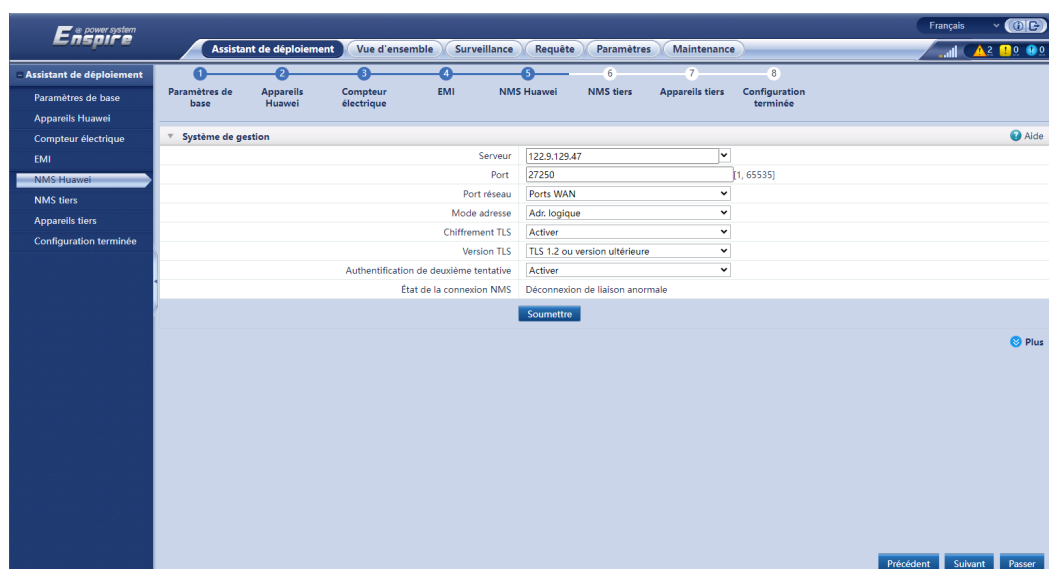 e power system
Enspire
Français
Assistant de déploiement Vue d'ensemble Surveillance Requête Paramètres Maintenance
2 0 0
Assistant de déploiement
Paramètres de base
Appareils Huawei
Compteur électrique
EMI
NMS Huawei
NMS tiers
Appareils tiers
Configuration terminée
1 2 3 4 5 6 7 8
Paramètres de base
Appareils Huawei
Compteur électrique
EMI
NMS Huawei
NMS tiers
Appareils tiers
Configuration terminée
Système de gestion
Aide
Serveur 122.9.129.47
Port 27250 [1, 65535]
Port réseau Ports WAN
Mode adresse Adr. logique
Chiffrement TLS Activer
Version TLS TLS 1.2 ou version ultérieure
Authentification de deuxième tentative Activer
État de la connexion NMS Déconnexion de liaison anormale
Soumettre
Plus
Précédent Suivant Passer